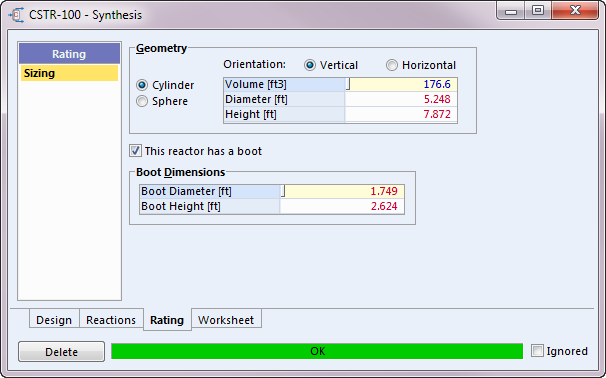 CSTR-100 - Synthesis
Rating
Sizing
Geometry
Orientation: Vertical Horizontal
Cylinder
Sphere
Volume [ft3] 176.6
Diameter [ft] 5.248
Height [ft] 7.872
This reactor has a boot
Boot Dimensions
Boot Diameter [ft] 1.749
Boot Height [ft] 2.624
Design Reactions Rating Worksheet
Delete OK Ignored